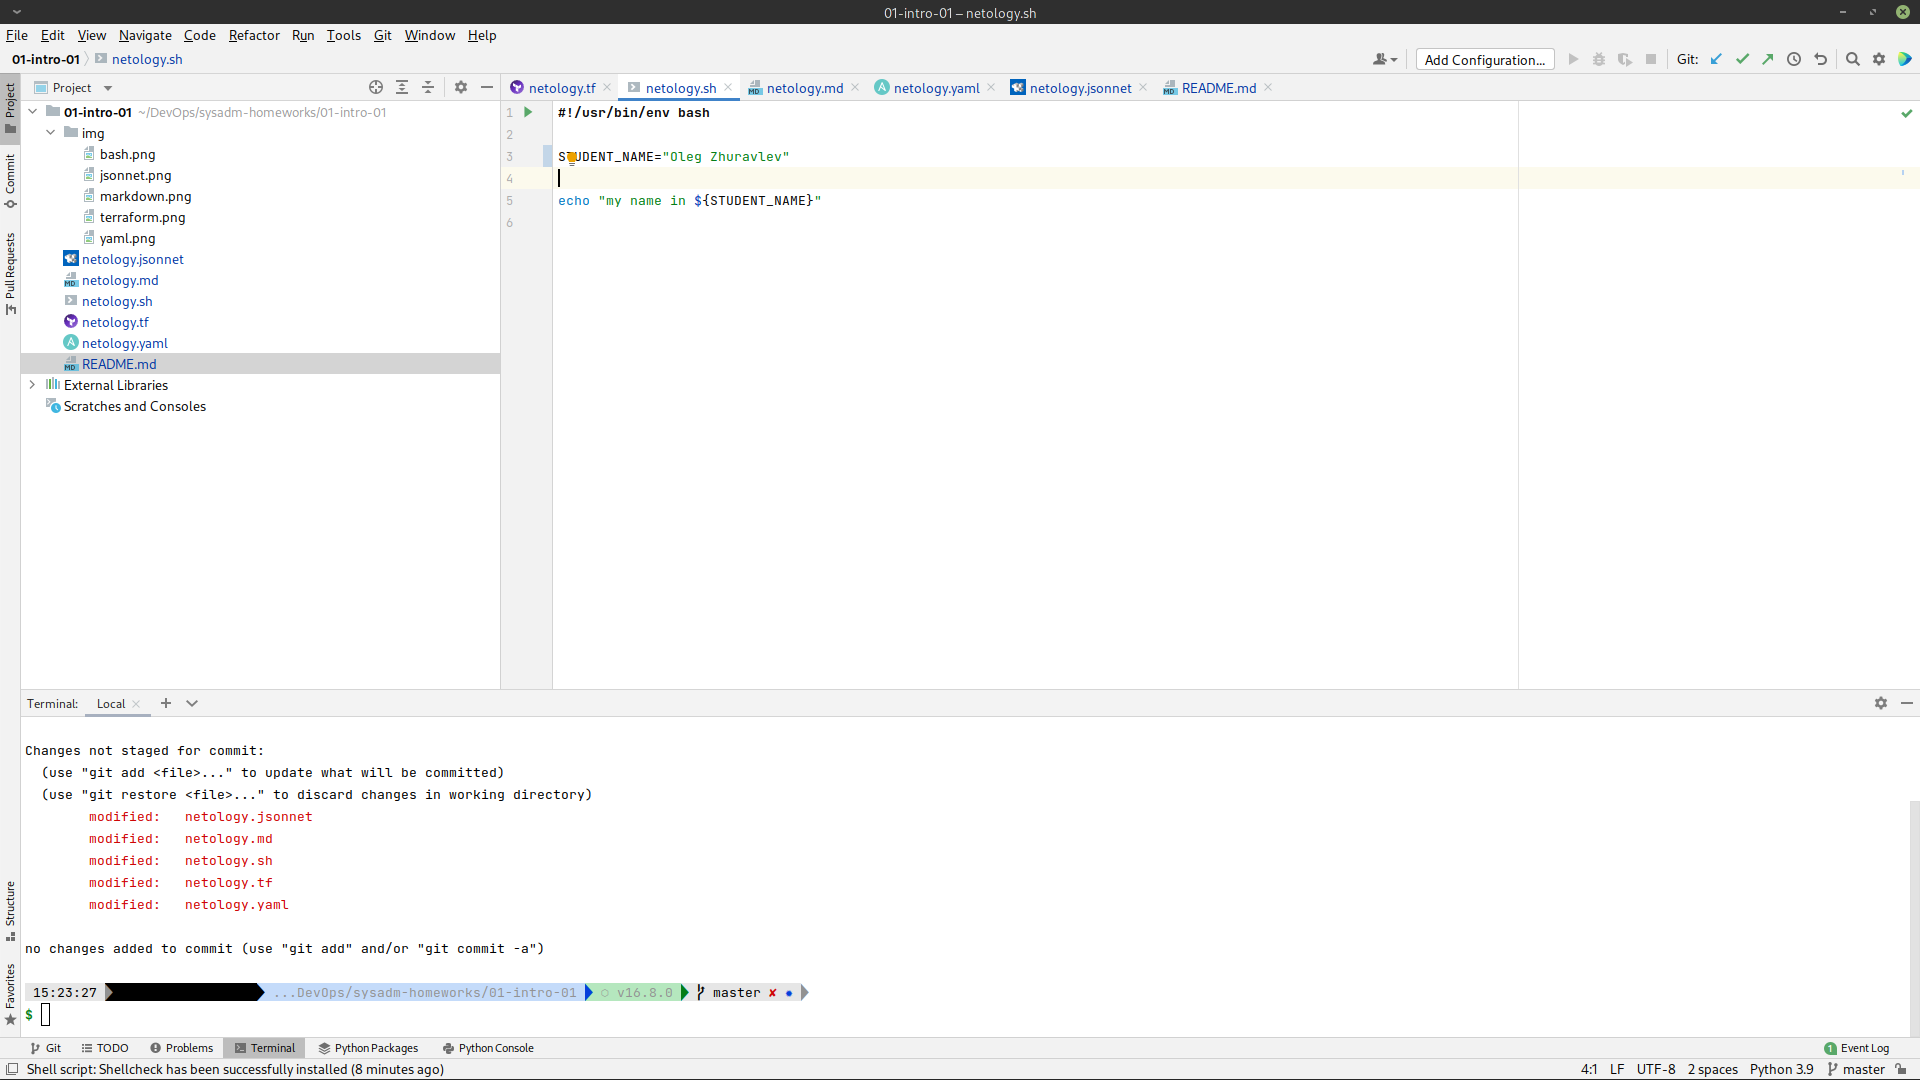 01-intro-01 – netology.sh
File Edit View Navigate Code Refactor Run Tools Git Window Help
01-intro-01 netology.sh
Add Configuration... Git:
Project
netology.tf netology.sh netology.md netology.yaml netology.jsonnet README.md
Project
Commit
Pull Requests
01-intro-01 ~/DevOps/sysadm-homeworks/01-intro-01
img
bash.png
jsonnet.png
markdown.png
terraform.png
yaml.png
netology.jsonnet
netology.md
netology.sh
netology.tf
netology.yaml
README.md
External Libraries
Scratches and Consoles
1 #!/usr/bin/env bash
2
3 STUDENT_NAME="Oleg Zhuravlev"
4
5 echo "my name in ${STUDENT_NAME}"
6
Terminal: Local
Changes not staged for commit:
(use "git add <file>..." to update what will be committed)
(use "git restore <file>..." to discard changes in working directory)
modified: netology.jsonnet
modified: netology.md
modified: netology.sh
modified: netology.tf
modified: netology.yaml
no changes added to commit (use "git add" and/or "git commit -a")
15:23:27 ...DevOps/sysadm-homeworks/01-intro-01 v16.8.0 master ✘
$
Structure
Favorites
Git TODO Problems Terminal Python Packages Python Console 1 Event Log
Shell script: Shellcheck has been successfully installed (8 minutes ago) 4:1 LF UTF-8 2 spaces Python 3.9 master